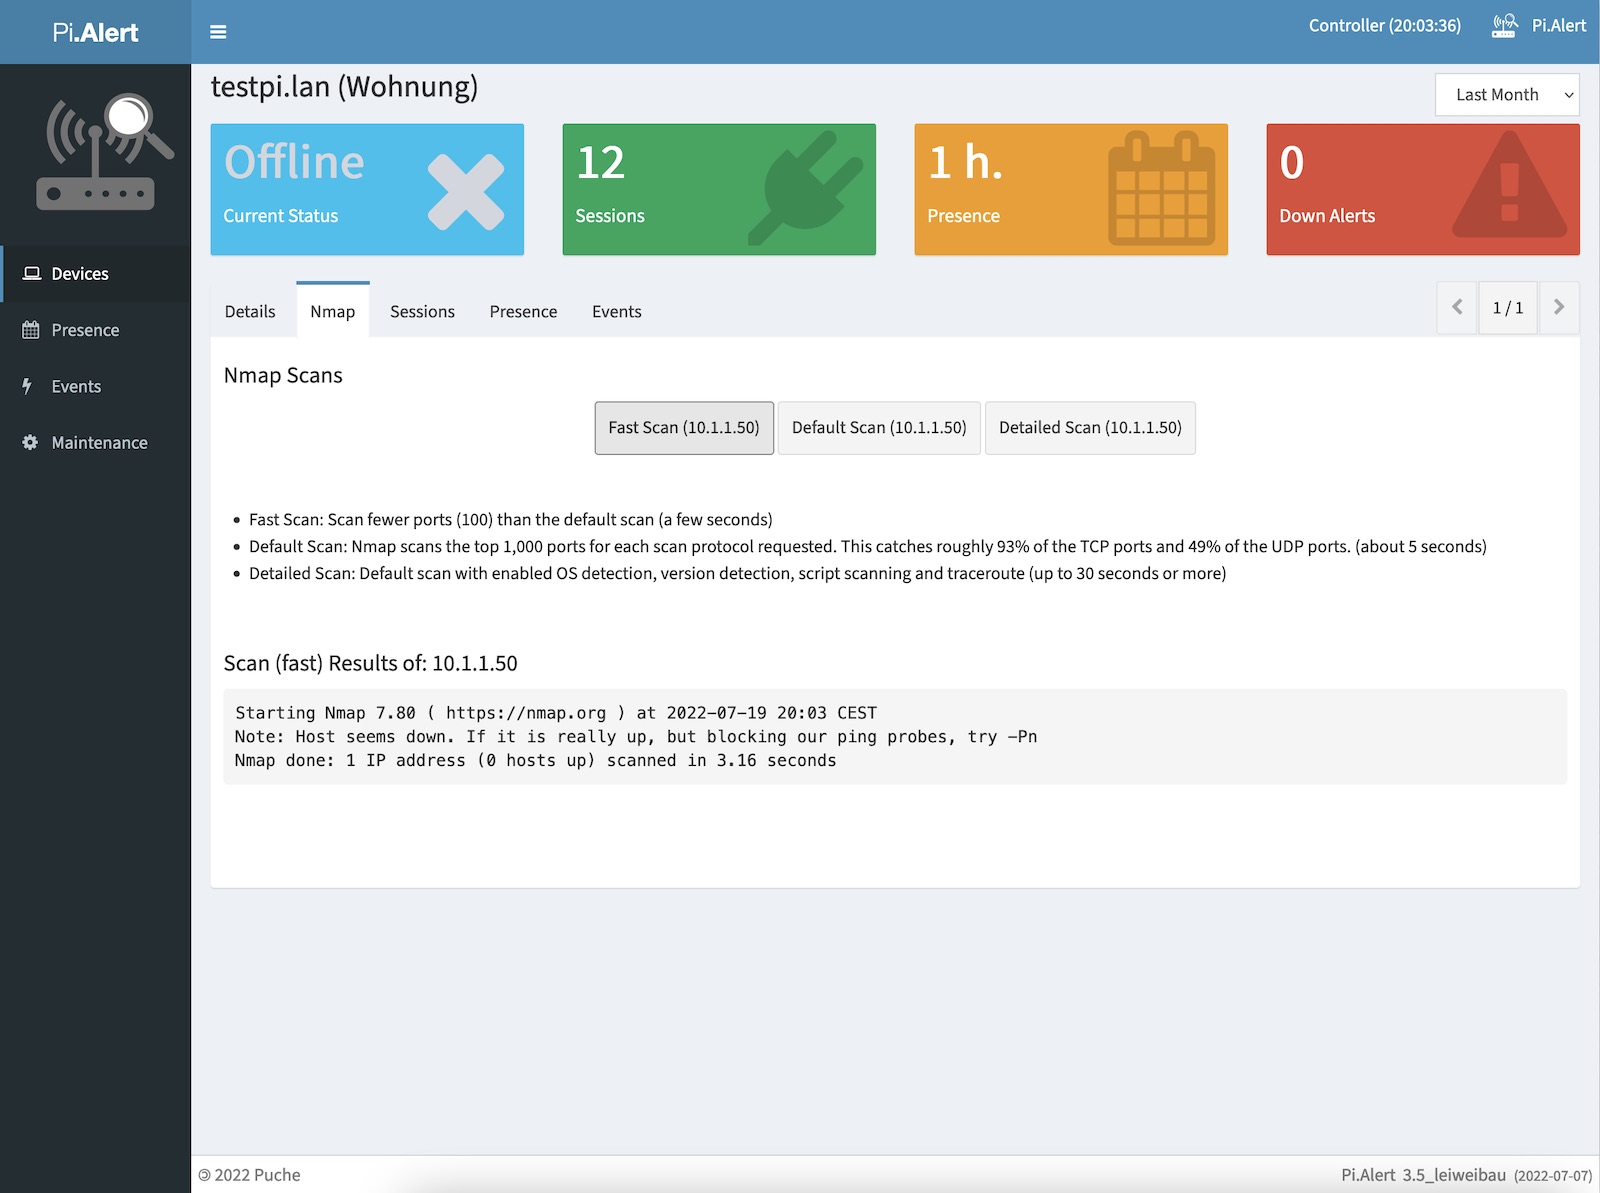 Pi.Alert
Controller (20:03:36)
Pi.Alert
testpi.lan (Wohnung)
Last Month
Offline
Current Status
12
Sessions
1 h.
Presence
0
Down Alerts
Devices
Presence
Events
Maintenance
Details
Nmap
Sessions
Presence
Events
1 / 1
Nmap Scans
Fast Scan (10.1.1.50)
Default Scan (10.1.1.50)
Detailed Scan (10.1.1.50)
• Fast Scan: Scan fewer ports (100) than the default scan (a few seconds)
• Default Scan: Nmap scans the top 1,000 ports for each scan protocol requested. This catches roughly 93% of the TCP ports and 49% of the UDP ports. (about 5 seconds)
• Detailed Scan: Default scan with enabled OS detection, version detection, script scanning and traceroute (up to 30 seconds or more)
Scan (fast) Results of: 10.1.1.50
Starting Nmap 7.80 ( https://nmap.org ) at 2022-07-19 20:03 CEST
Note: Host seems down. If it is really up, but blocking our ping probes, try -Pn
Nmap done: 1 IP address (0 hosts up) scanned in 3.16 seconds
© 2022 Puche
Pi.Alert 3.5_leiweibau (2022-07-07)